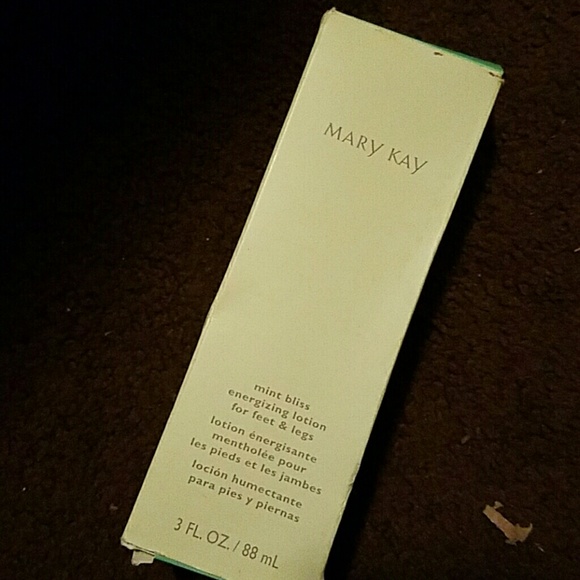 MARY KAY
mint bliss
energizing lotion
for feet & legs
lotion énergisante
mentholée pour
les pieds et les jambes
loción humectante
para pies y piernas
3 FL. OZ. / 88 mL